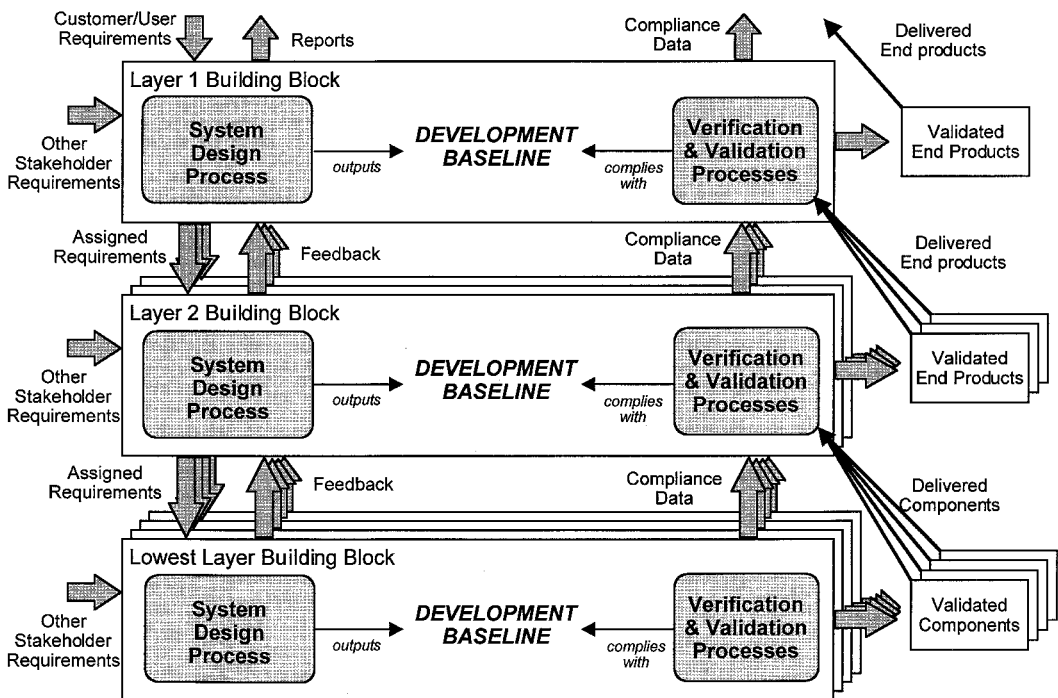 Customer/User
Requirements
Reports
Compliance
Data
Delivered
End products
Layer 1 Building Block
Other
Stakeholder
Requirements
System
Design
Process
outputs
DEVELOPMENT
BASELINE
complies
with
Verification
& Validation
Processes
Validated
End Products
Assigned
Requirements
Feedback
Compliance
Data
Delivered
End products
Layer 2 Building Block
Other
Stakeholder
Requirements
System
Design
Process
outputs
DEVELOPMENT
BASELINE
complies
with
Verification
& Validation
Processes
Validated
End Products
Assigned
Requirements
Feedback
Compliance
Data
Delivered
Components
Lowest Layer Building Block
Other
Stakeholder
Requirements
System
Design
Process
outputs
DEVELOPMENT
BASELINE
complies
with
Verification
& Validation
Processes
Validated
Components